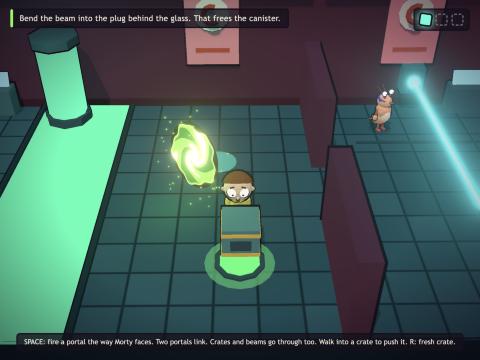 Bend the beam into the plug behind the glass. That frees the canister.
SPACE: fire a portal the way Morty faces. Two portals link. Crates and beams go through too. Walk into a crate to push it. R: fresh crate.